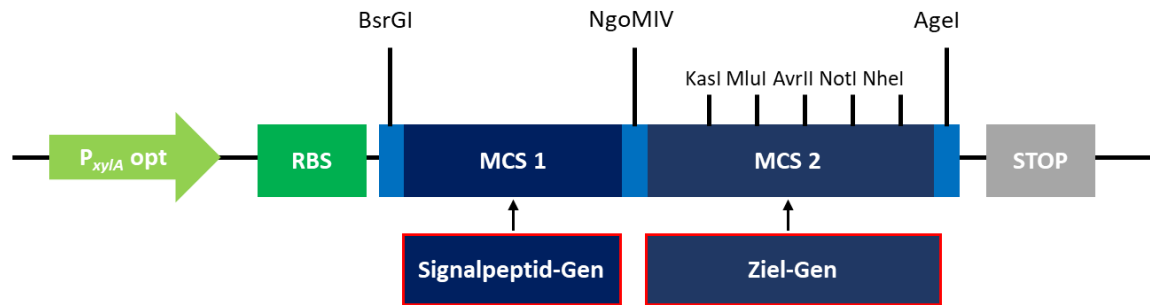 BsrGI NgoMIV AgeI
KasI MluI AvrII NotI NheI
PxylA opt RBS MCS 1 MCS 2 STOP
Signalpeptid-Gen Ziel-Gen